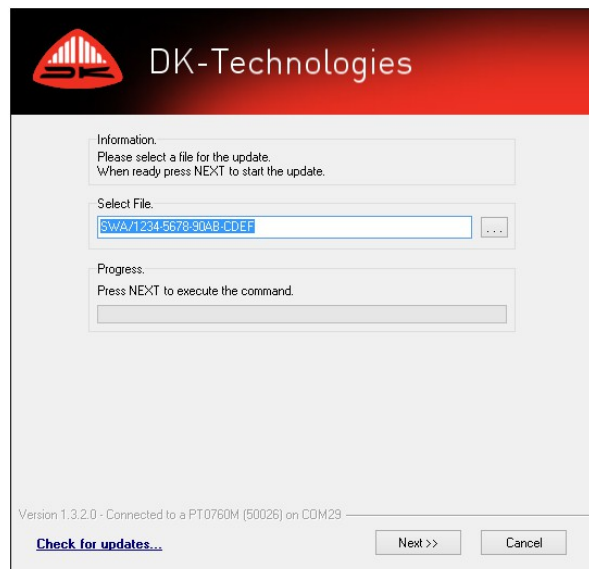 DK
DK-Technologies
Information.
Please select a file for the update.
When ready press NEXT to start the update.
Select File.
SWA/1234-5678-90AB-CDEF
...
Progress.
Press NEXT to execute the command.
Version 1.3.2.0 - Connected to a PT0760M (50026) on COM29
Check for updates...
Next >>
Cancel